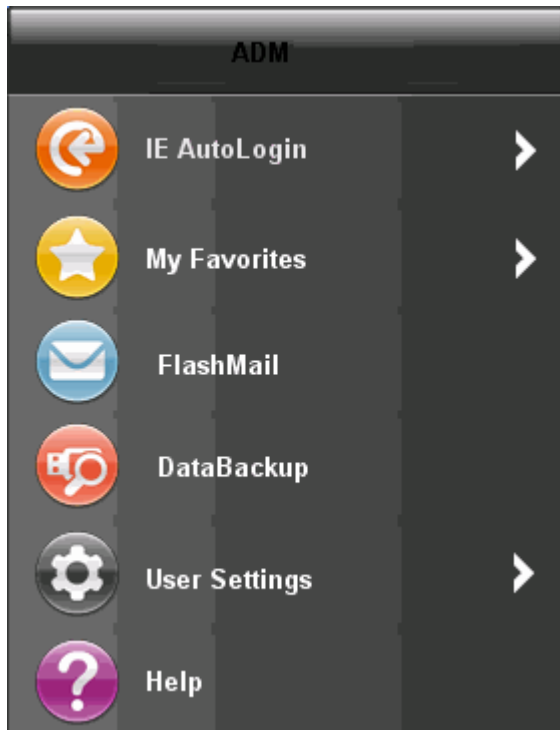 ADM
IE AutoLogin
My Favorites
FlashMail
DataBackup
User Settings
Help